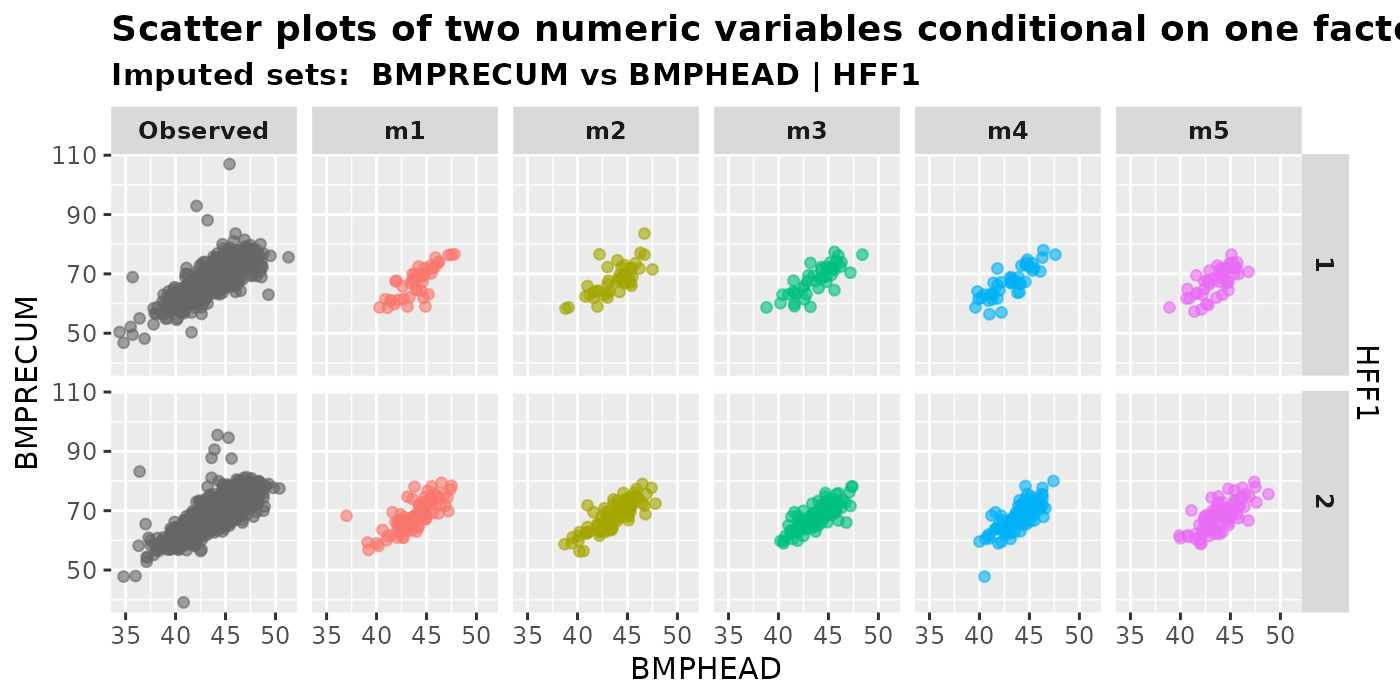 Scatter plots of two numeric variables conditional on one
Imputed sets:  BMPRECUM vs BMPHEAD | HFF1
Observed m1 m2 m3 m4 m5
110
90
70
50
1
110
90
70
50
2
BMPRECUM
HFF1
35 40 45 50 35 40 45 50 35 40 45 50 35 40 45 50 35 40 45 50 35 40 45 50
BMPHEAD